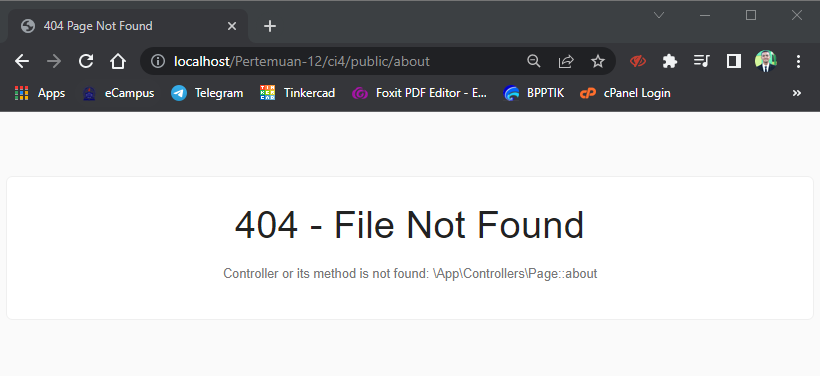 404 Page Not Found
localhost/Pertemuan-12/ci4/public/about
Apps eCampus Telegram Tinkercad Foxit PDF Editor - E... BPPTIK cPanel Login »
404 - File Not Found
Controller or its method is not found: \App\Controllers\Page::about